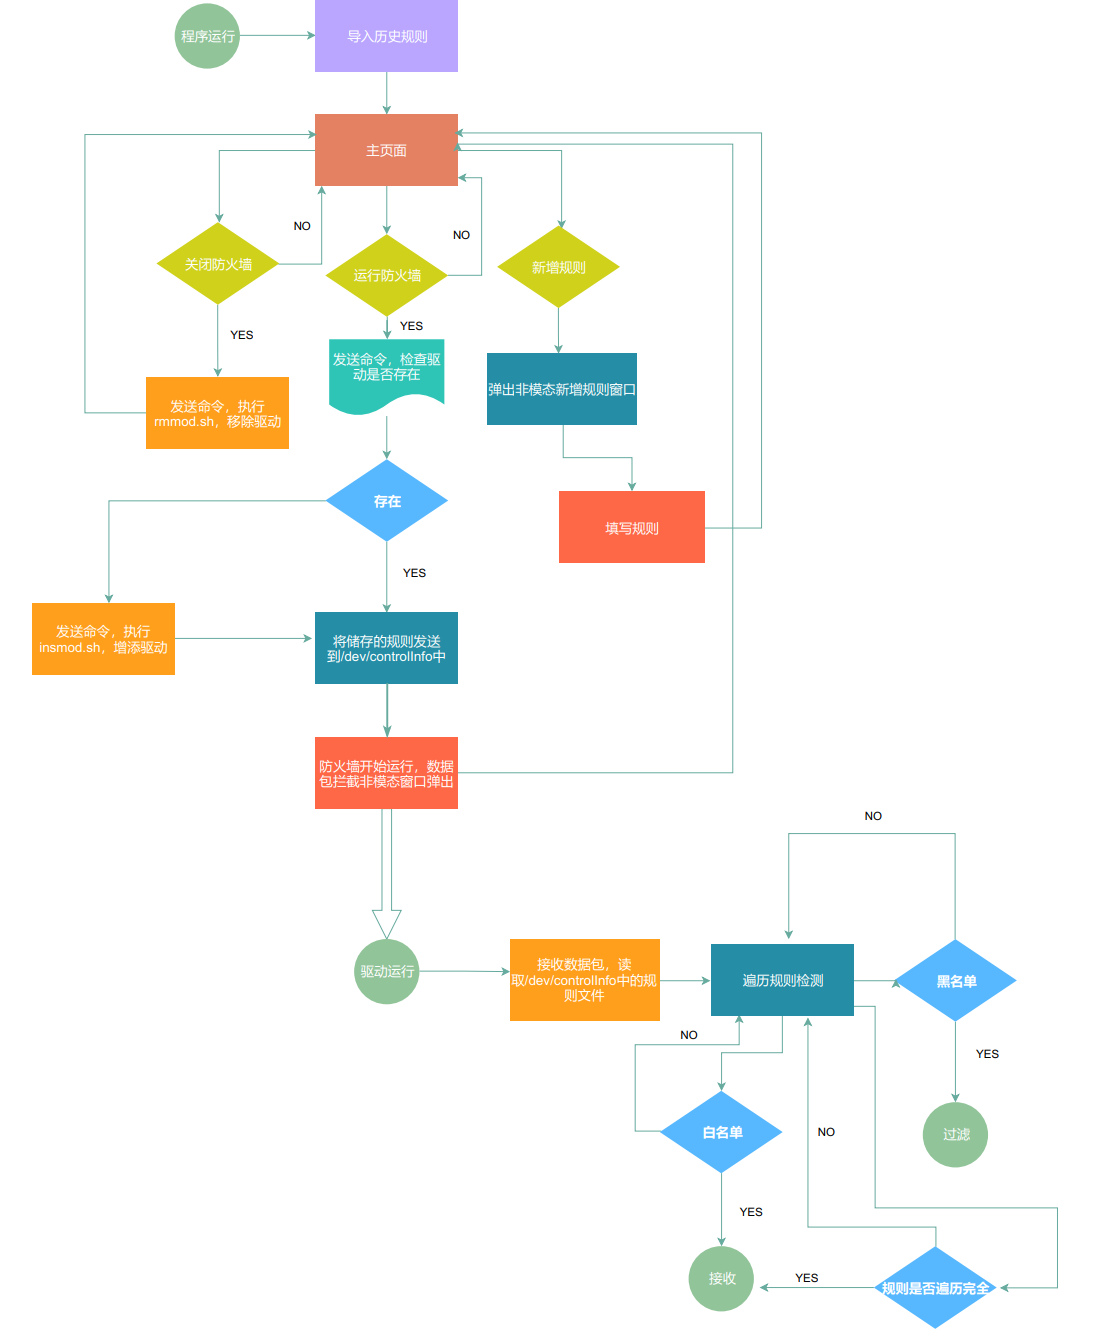 程序运行
导入历史规则
主页面
NO
NO
关闭防火墙
运行防火墙
新增规则
YES
YES
发送命令，检查驱
动是否存在
弹出非模态新增规则窗口
发送命令，执行
rmmod.sh，移除驱动
存在
填写规则
YES
发送命令，执行
insmod.sh，增添驱动
将储存的规则发送
到/dev/controlInfo中
防火墙开始运行，数据
包拦截非模态窗口弹出
NO
驱动运行
接收数据包，读
取/dev/controlInfo中的规
则文件
遍历规则检测
黑名单
NO
YES
白名单
NO
过滤
YES
接收
YES
规则是否遍历完全